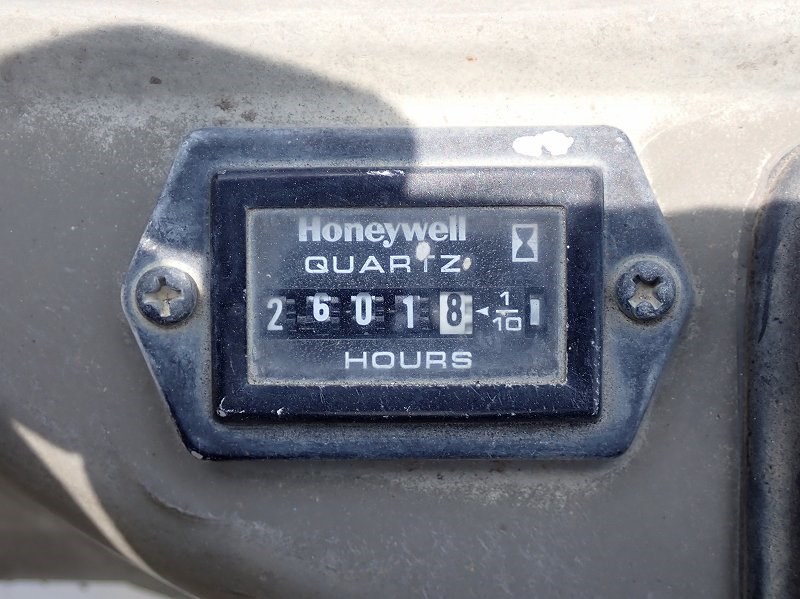 Honeywell
QUARTZ
26018 ◄ 1/10
HOURS